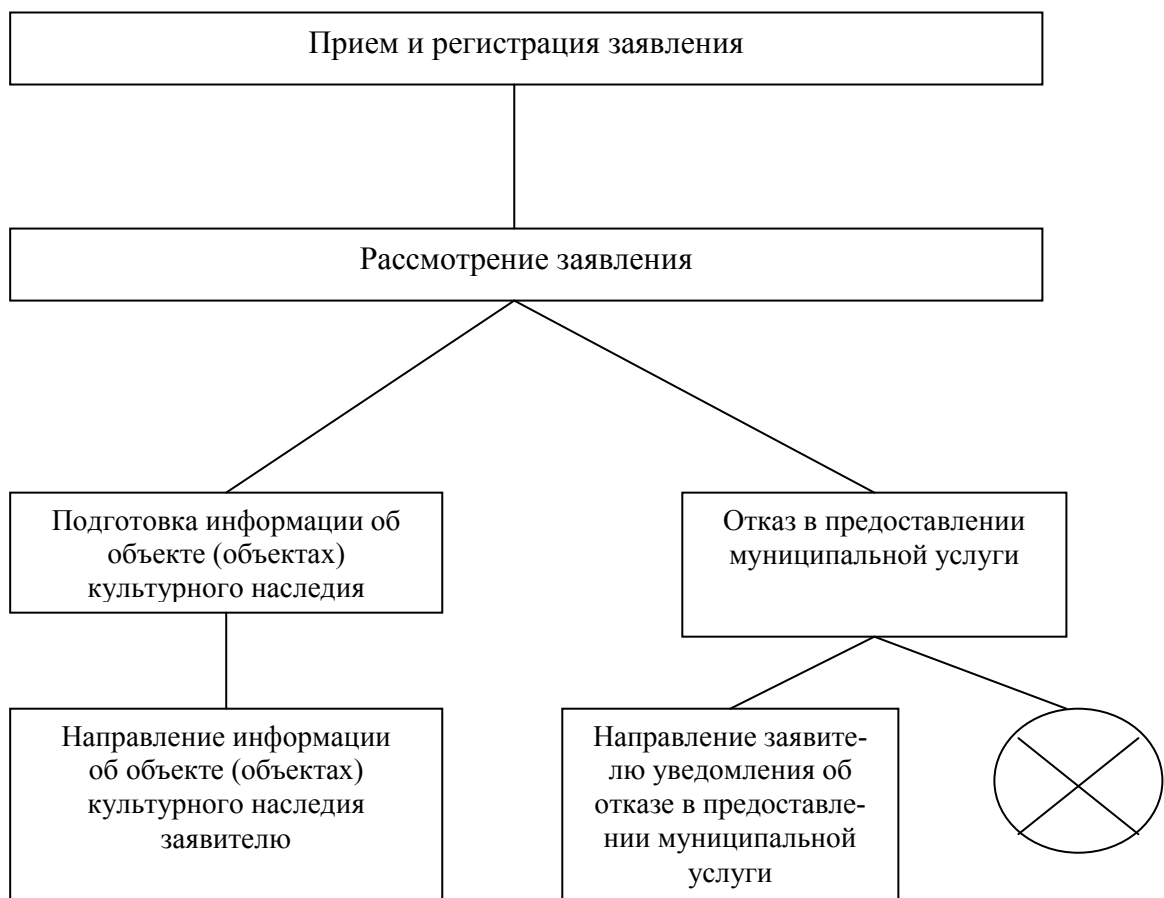 Прием и регистрация заявления
Рассмотрение заявления
Подготовка информации об
объекте (объектах)
культурного наследия
Отказ в предоставлении
муниципальной услуги
Направление информации
об объекте (объектах)
культурного наследия
заявителю
Направление заявите-
лю уведомления об
отказе в предоставле-
нии муниципальной
услуги